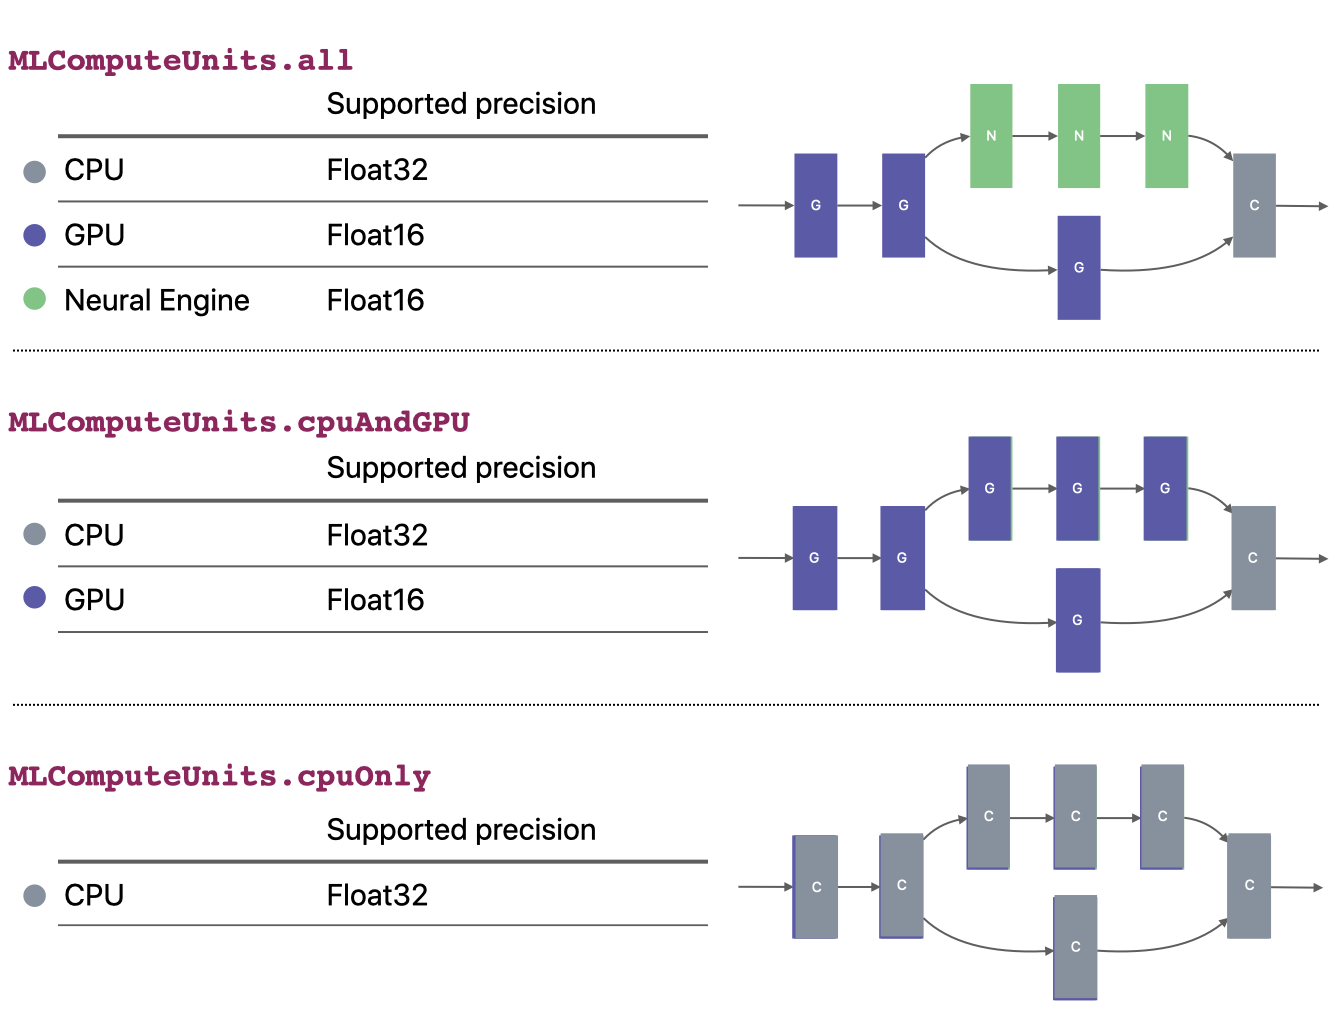 MLComputeUnits.all
Supported precision
CPU Float32
GPU Float16
Neural Engine Float16
N N N
G G C
G
MLComputeUnits.cpuAndGPU
Supported precision
CPU Float32
GPU Float16
G G G
G G C
G
MLComputeUnits.cpuOnly
Supported precision
CPU Float32
C C C
C C C
C